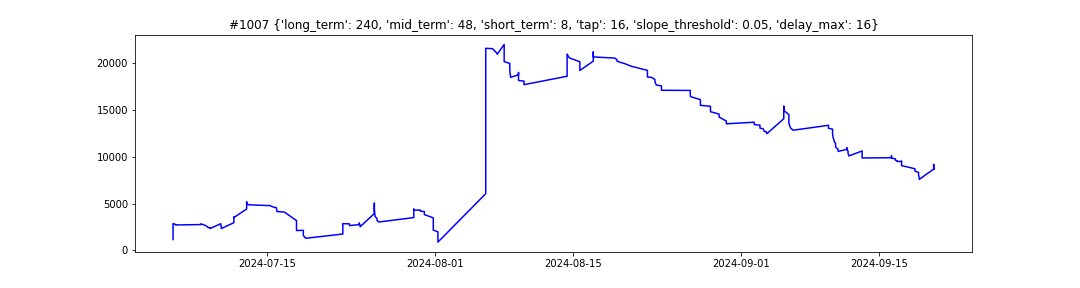 #1007 {'long_term': 240, 'mid_term': 48, 'short_term': 8, 'tap': 16, 'slope_threshold': 0.05, 'delay_max': 16}
20000
15000
10000
5000
0
2024-07-15 2024-08-01 2024-08-15 2024-09-01 2024-09-15